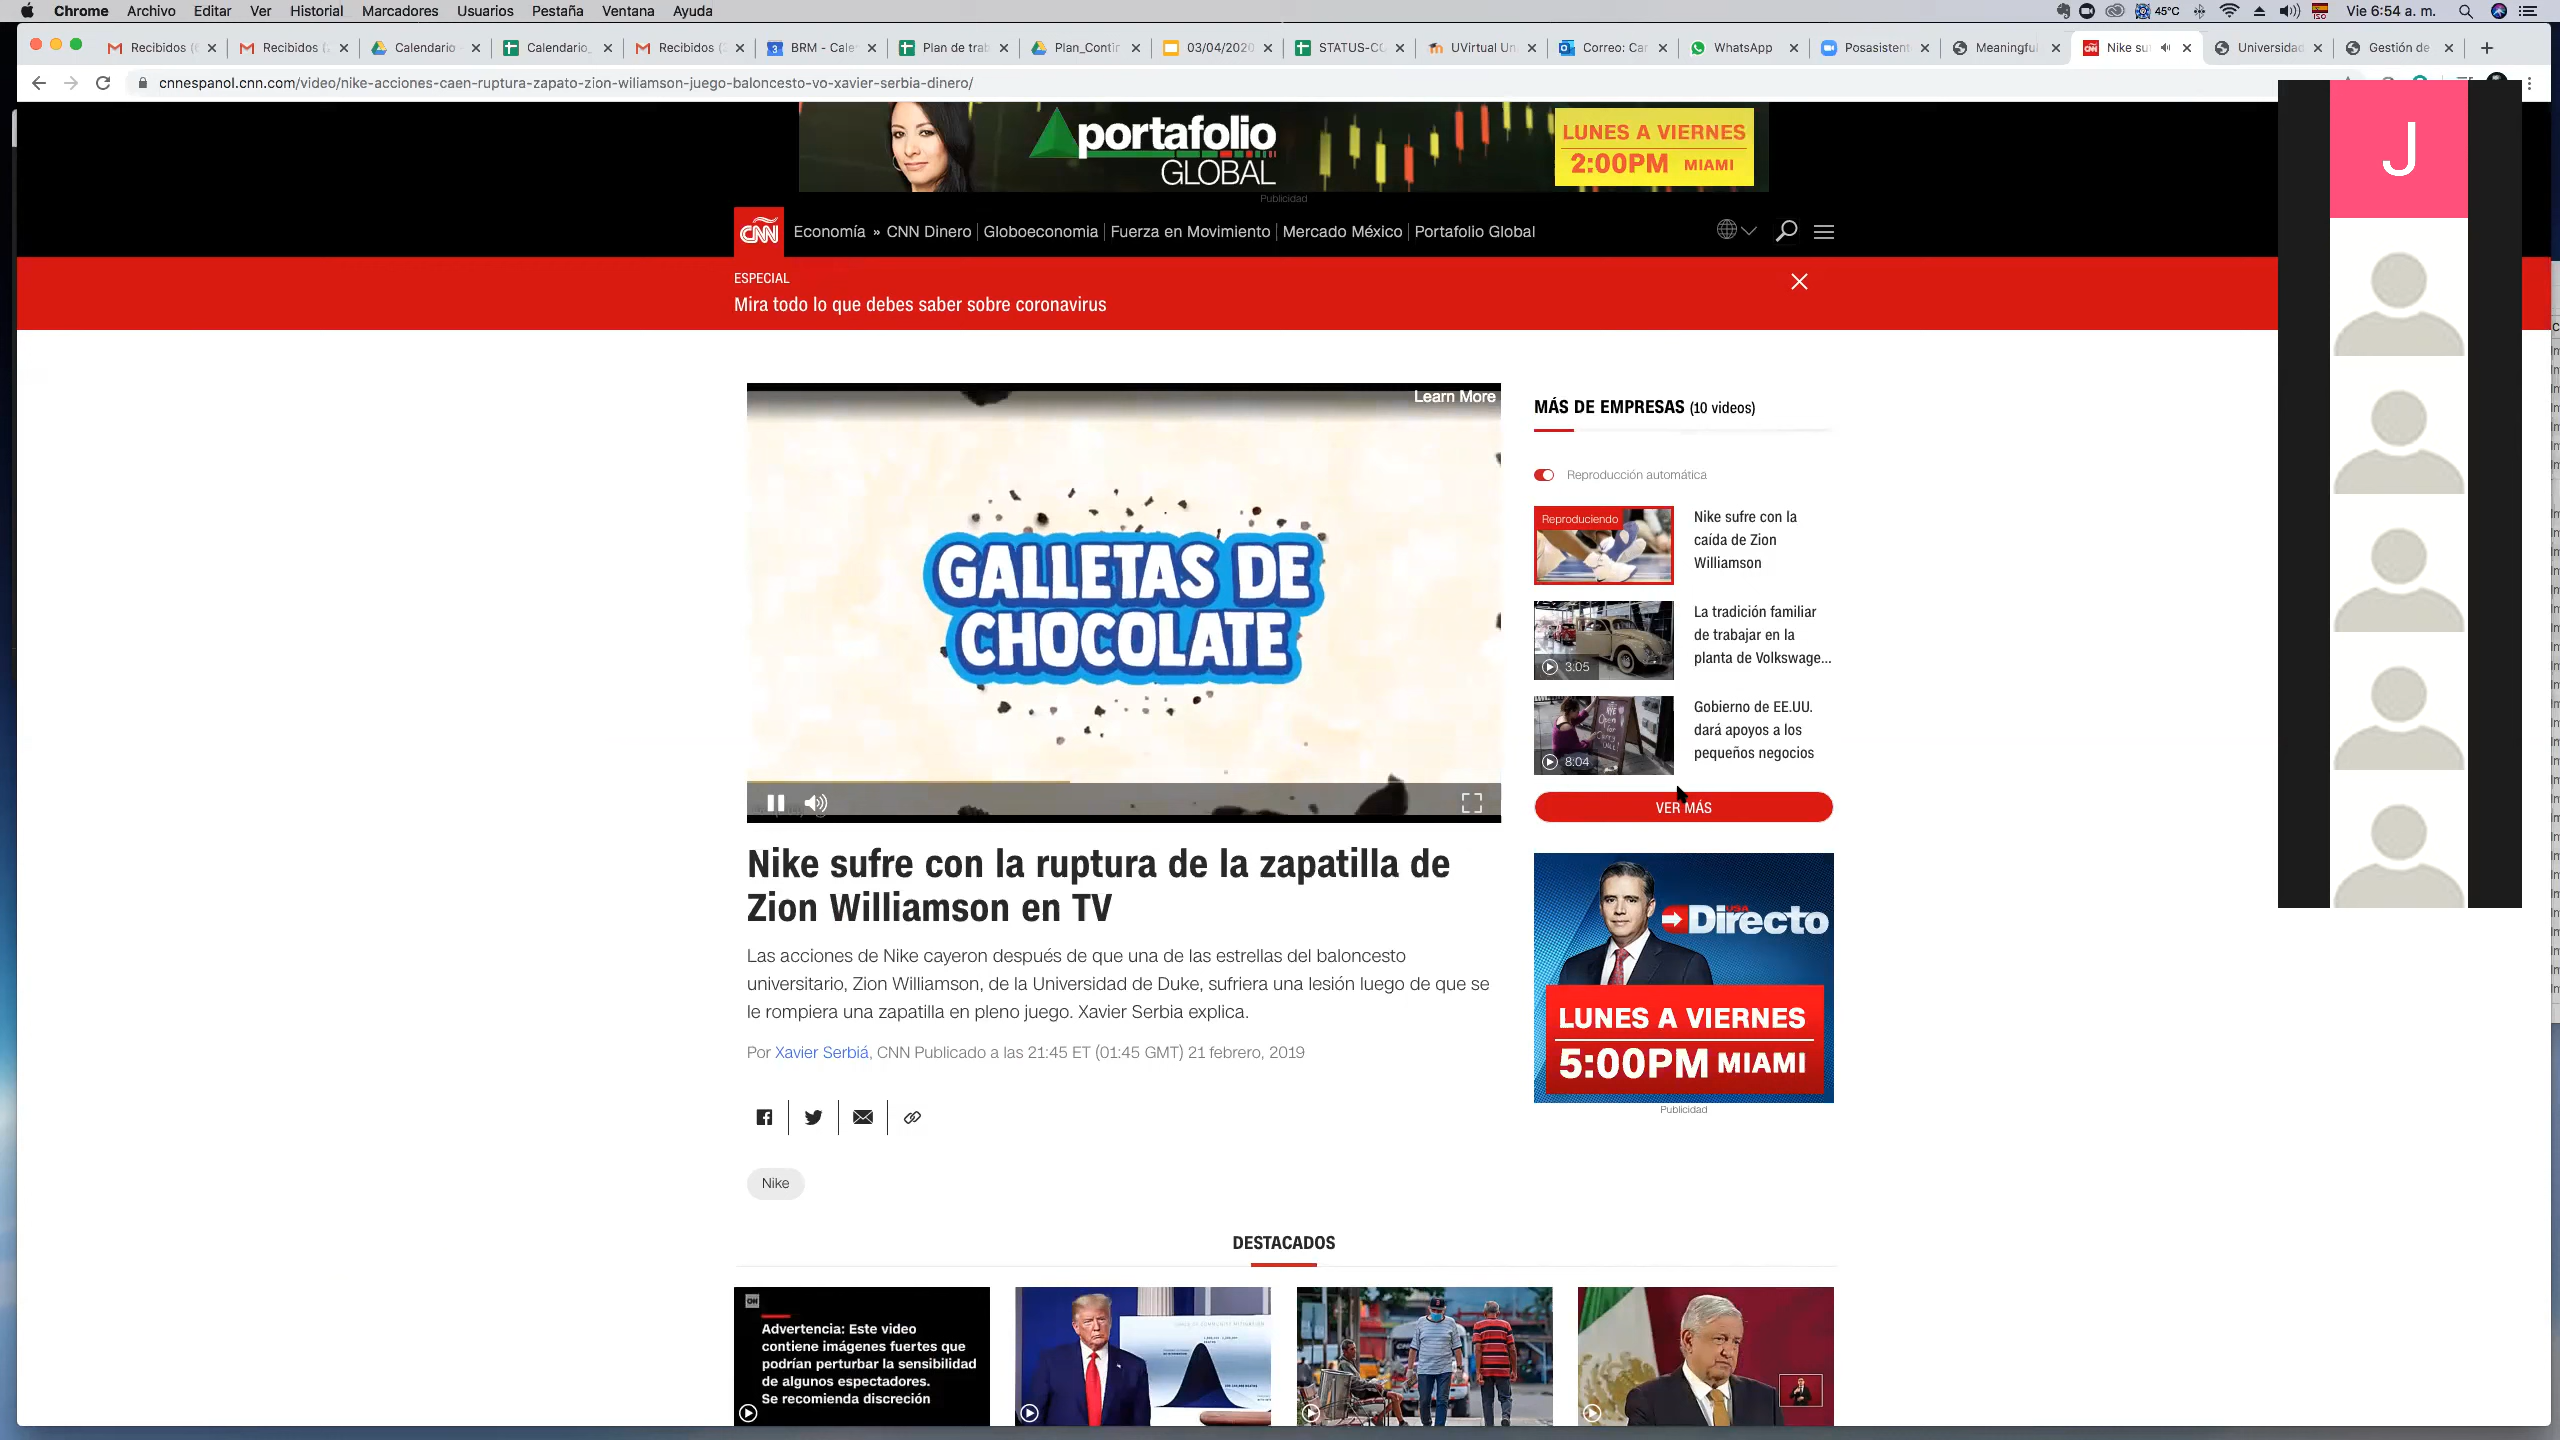 Chrome Archivo Editar Ver Historial Marcadores Usuarios Pestaña Ventana Ayuda
45°C ISO Vie 6:54 a. m.
Recibidos Recibidos Calendario Calendario_ Recibidos BRM - Cale Plan de trab Plan_Contin 03/04/2020 STATUS-CO UVirtual Un Correo: Car WhatsApp Posasistent Meaningful Nike su Universidad Gestión de
cnnespanol.cnn.com/video/nike-acciones-caen-ruptura-zapato-zion-wiliamson-juego-baloncesto-vo-xavier-serbia-dinero/
portafolio
GLOBAL
LUNES A VIERNES
2:00PM MIAMI
Publicidad
CNN Economía » CNN Dinero Globoeconomia Fuerza en Movimiento Mercado México Portafolio Global
ESPECIAL
Mira todo lo que debes saber sobre coronavirus
J
Learn More
GALLETAS DE
CHOCOLATE
MÁS DE EMPRESAS (10 videos)
Reproducción automática
Reproduciendo
Nike sufre con la
caída de Zion
Williamson
La tradición familiar
de trabajar en la
planta de Volkswage...
3:05
Gobierno de EE.UU.
dará apoyos a los
pequeños negocios
8:04
VER MÁS
Nike sufre con la ruptura de la zapatilla de
Zion Williamson en TV
Las acciones de Nike cayeron después de que una de las estrellas del baloncesto
universitario, Zion Williamson, de la Universidad de Duke, sufriera una lesión luego de que se
le rompiera una zapatilla en pleno juego. Xavier Serbia explica.
Por Xavier Serbiá, CNN Publicado a las 21:45 ET (01:45 GMT) 21 febrero, 2019
USA
Directo
LUNES A VIERNES
5:00PM MIAMI
Publicidad
Nike
DESTACADOS
Advertencia: Este video
contiene imágenes fuertes que
podrían perturbar la sensibilidad
de algunos espectadores.
Se recomienda discreción